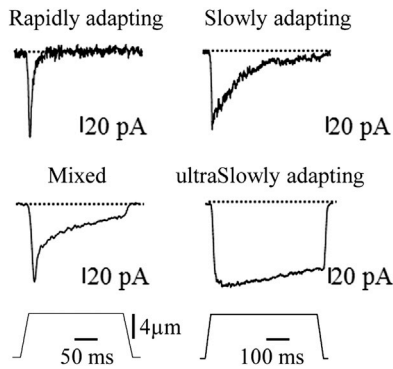 Rapidly adapting
Slowly adapting
20 pA
20 pA
Mixed
ultraSlowly adapting
20 pA
20 pA
4µm
50 ms
100 ms